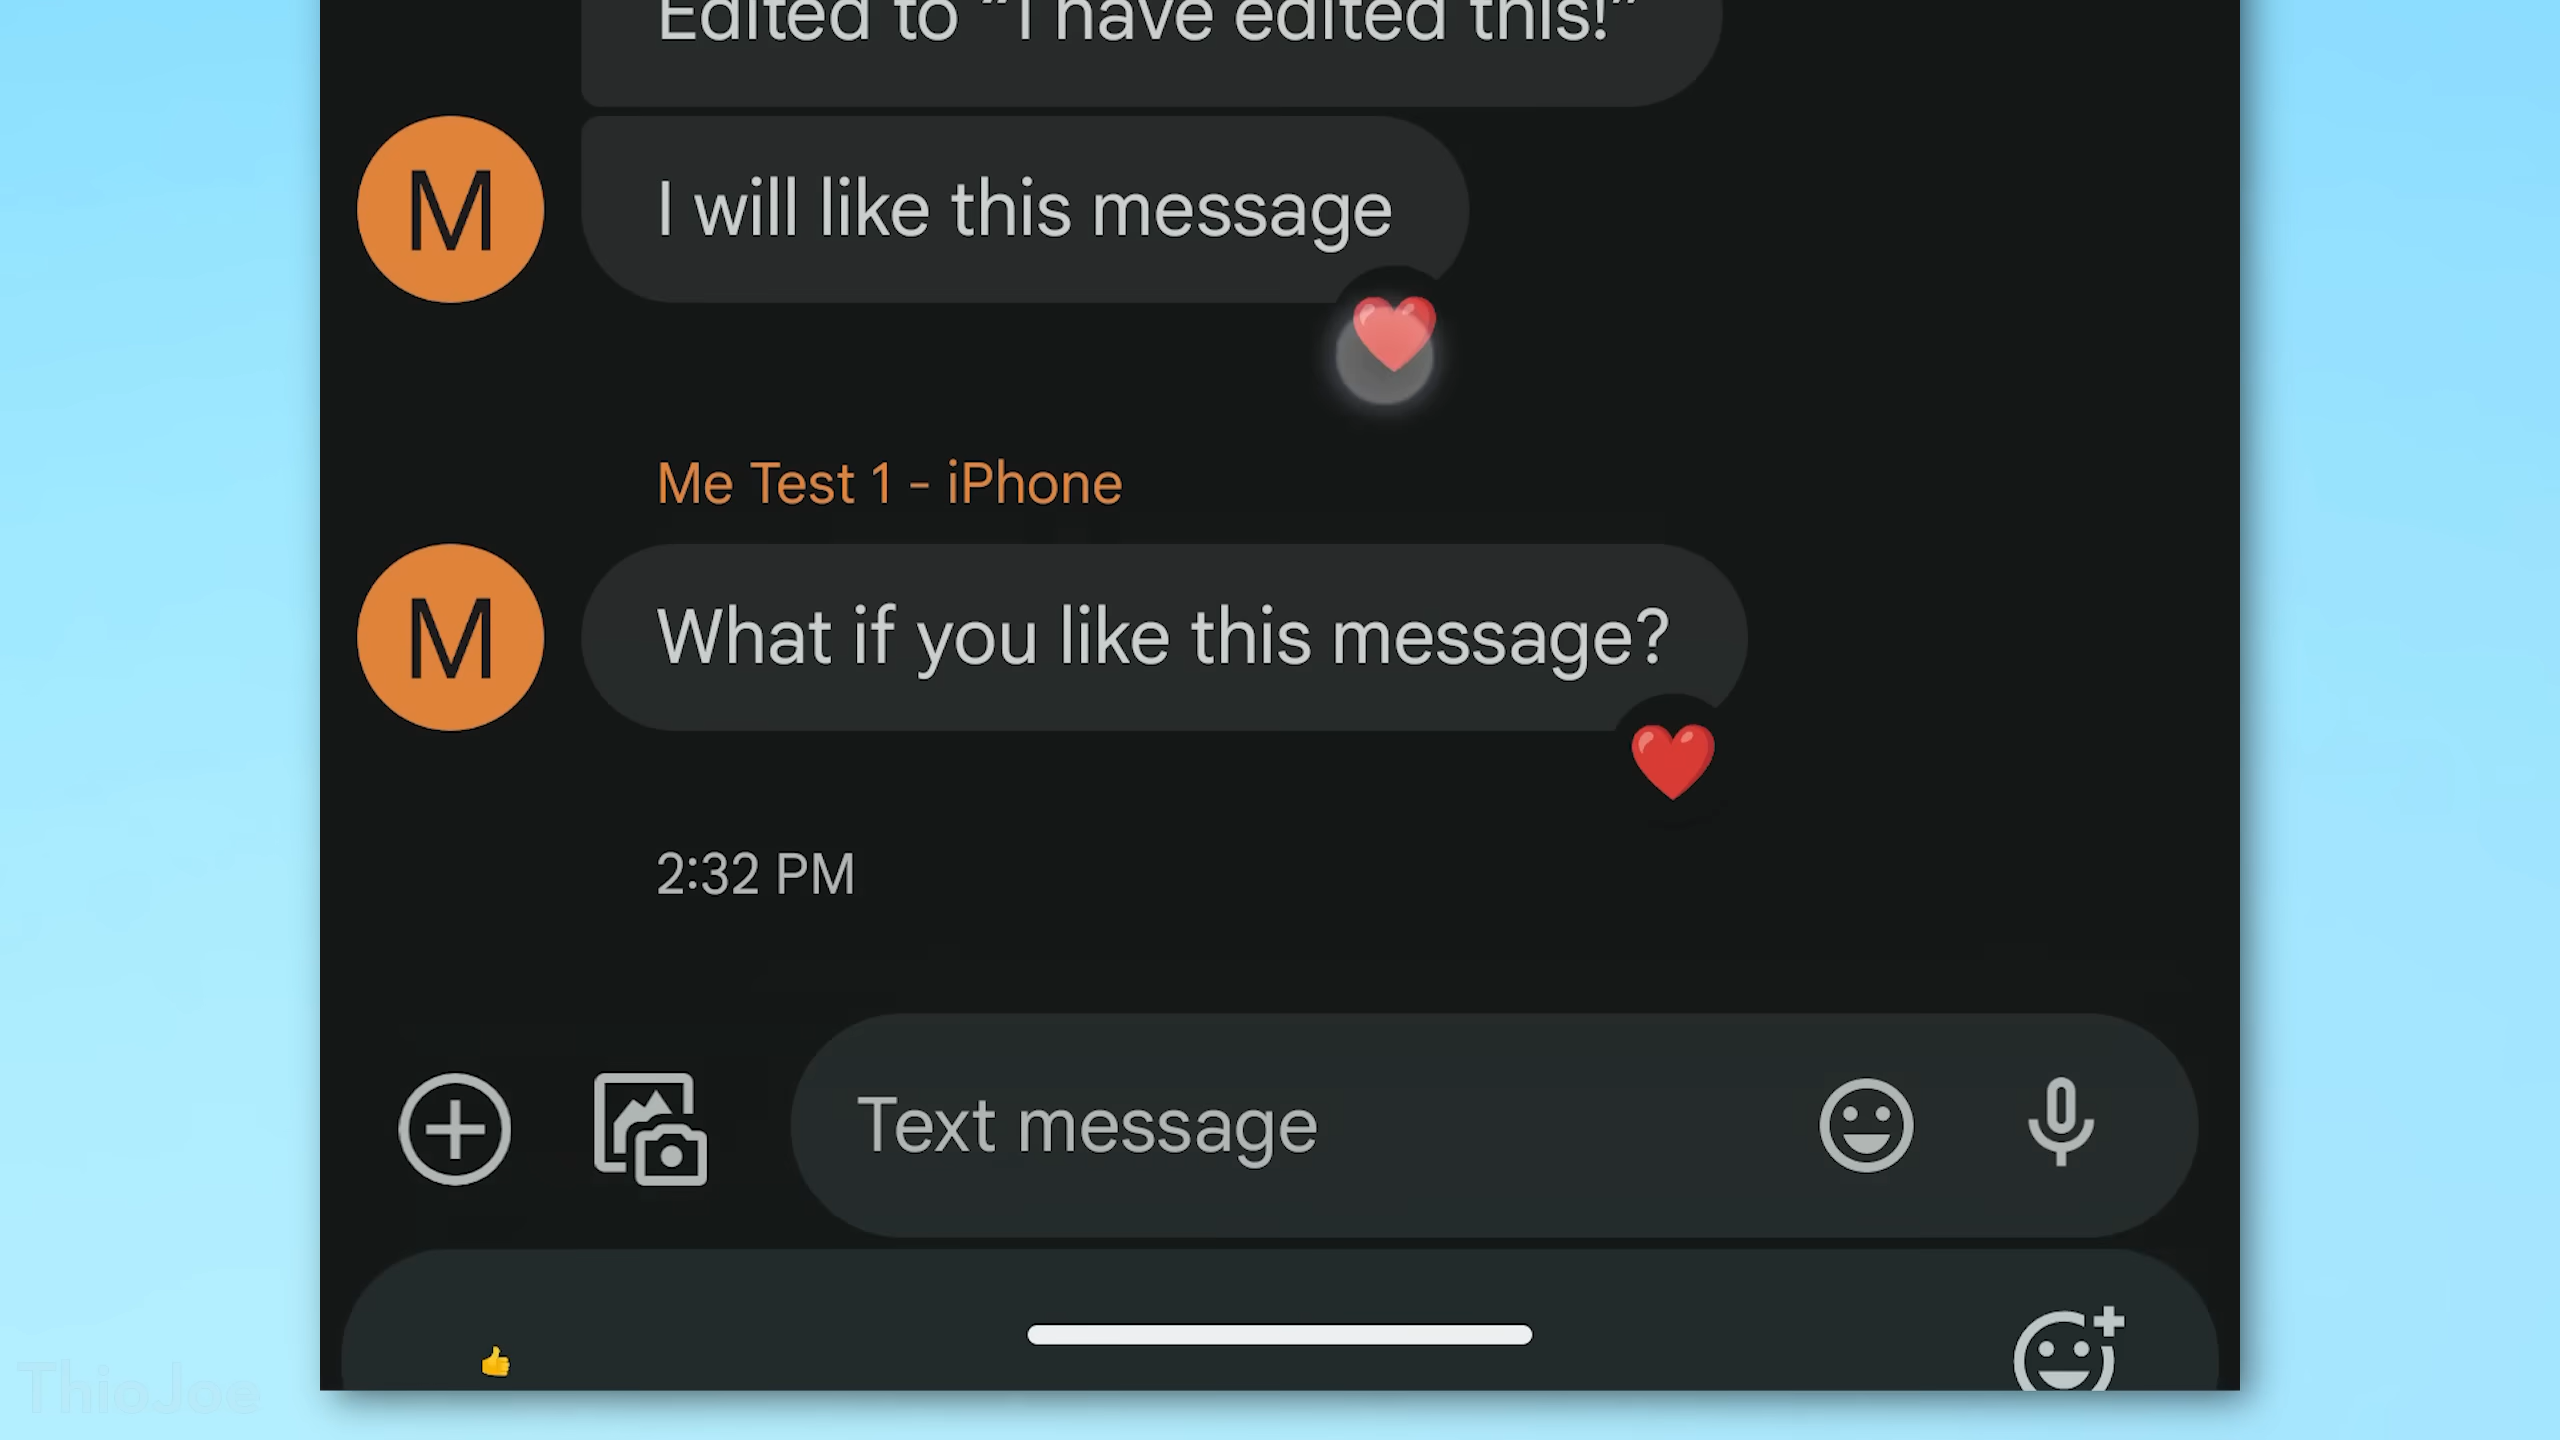 Edited to “I have edited this!”
M
I will like this message
Me Test 1 - iPhone
M
What if you like this message?
2:32 PM
Text message
ThioJoe